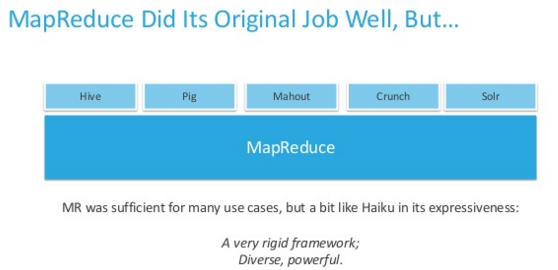 MapReduce Did Its Original Job Well, But…
Hive Pig Mahout Crunch Solr
MapReduce
MR was sufficient for many use cases, but a bit like Haiku in its expressiveness:
A very rigid framework;
Diverse, powerful.